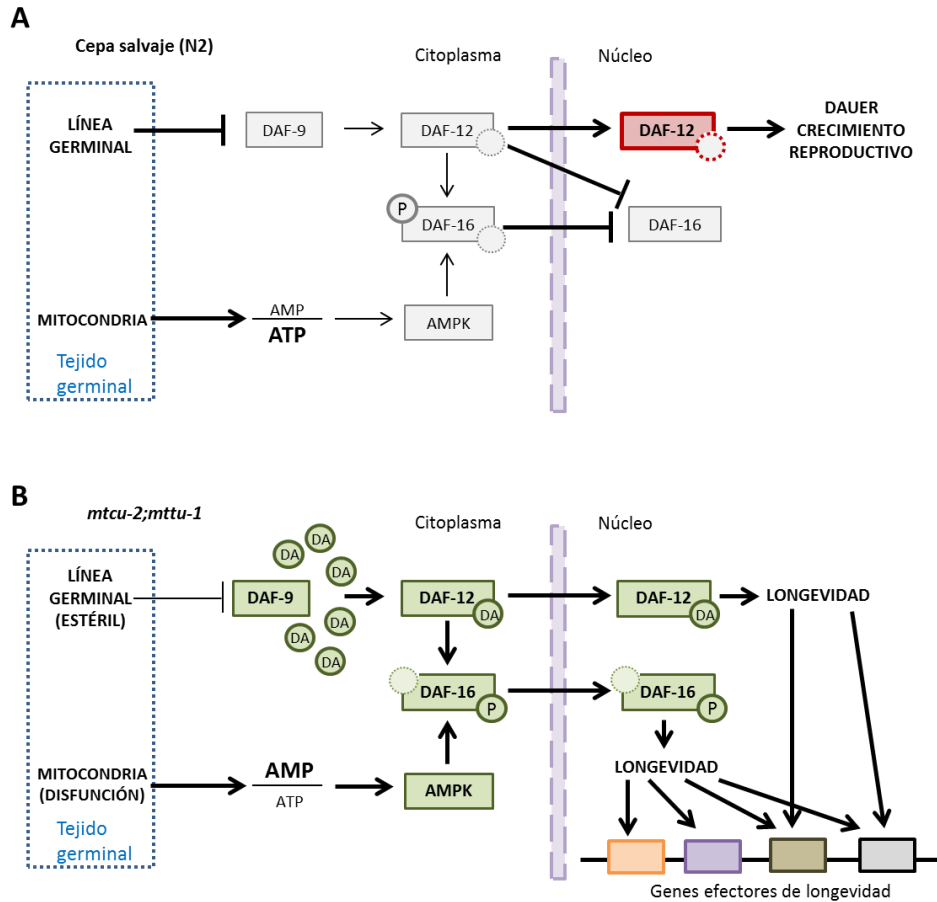 A
Cepa salvaje (N2)
Citoplasma
Núcleo
LÍNEA
GERMINAL
DAF-9
DAF-12
DAF-12
DAUER
CRECIMIENTO
REPRODUCTIVO
P
DAF-16
DAF-16
MITOCONDRIA
AMP
ATP
AMPK
Tejido
germinal
B
mtcu-2;mttu-1
Citoplasma
Núcleo
DA
DA
DA
DA
LÍNEA
GERMINAL
(ESTÉRIL)
DAF-9
DAF-12
DA
DAF-12
DA
LONGEVIDAD
DA
DA
DA
DAF-16
P
DAF-16
P
MITOCONDRIA
(DISFUNCIÓN)
AMP
ATP
AMPK
LONGEVIDAD
Tejido
germinal
Genes efectores de longevidad